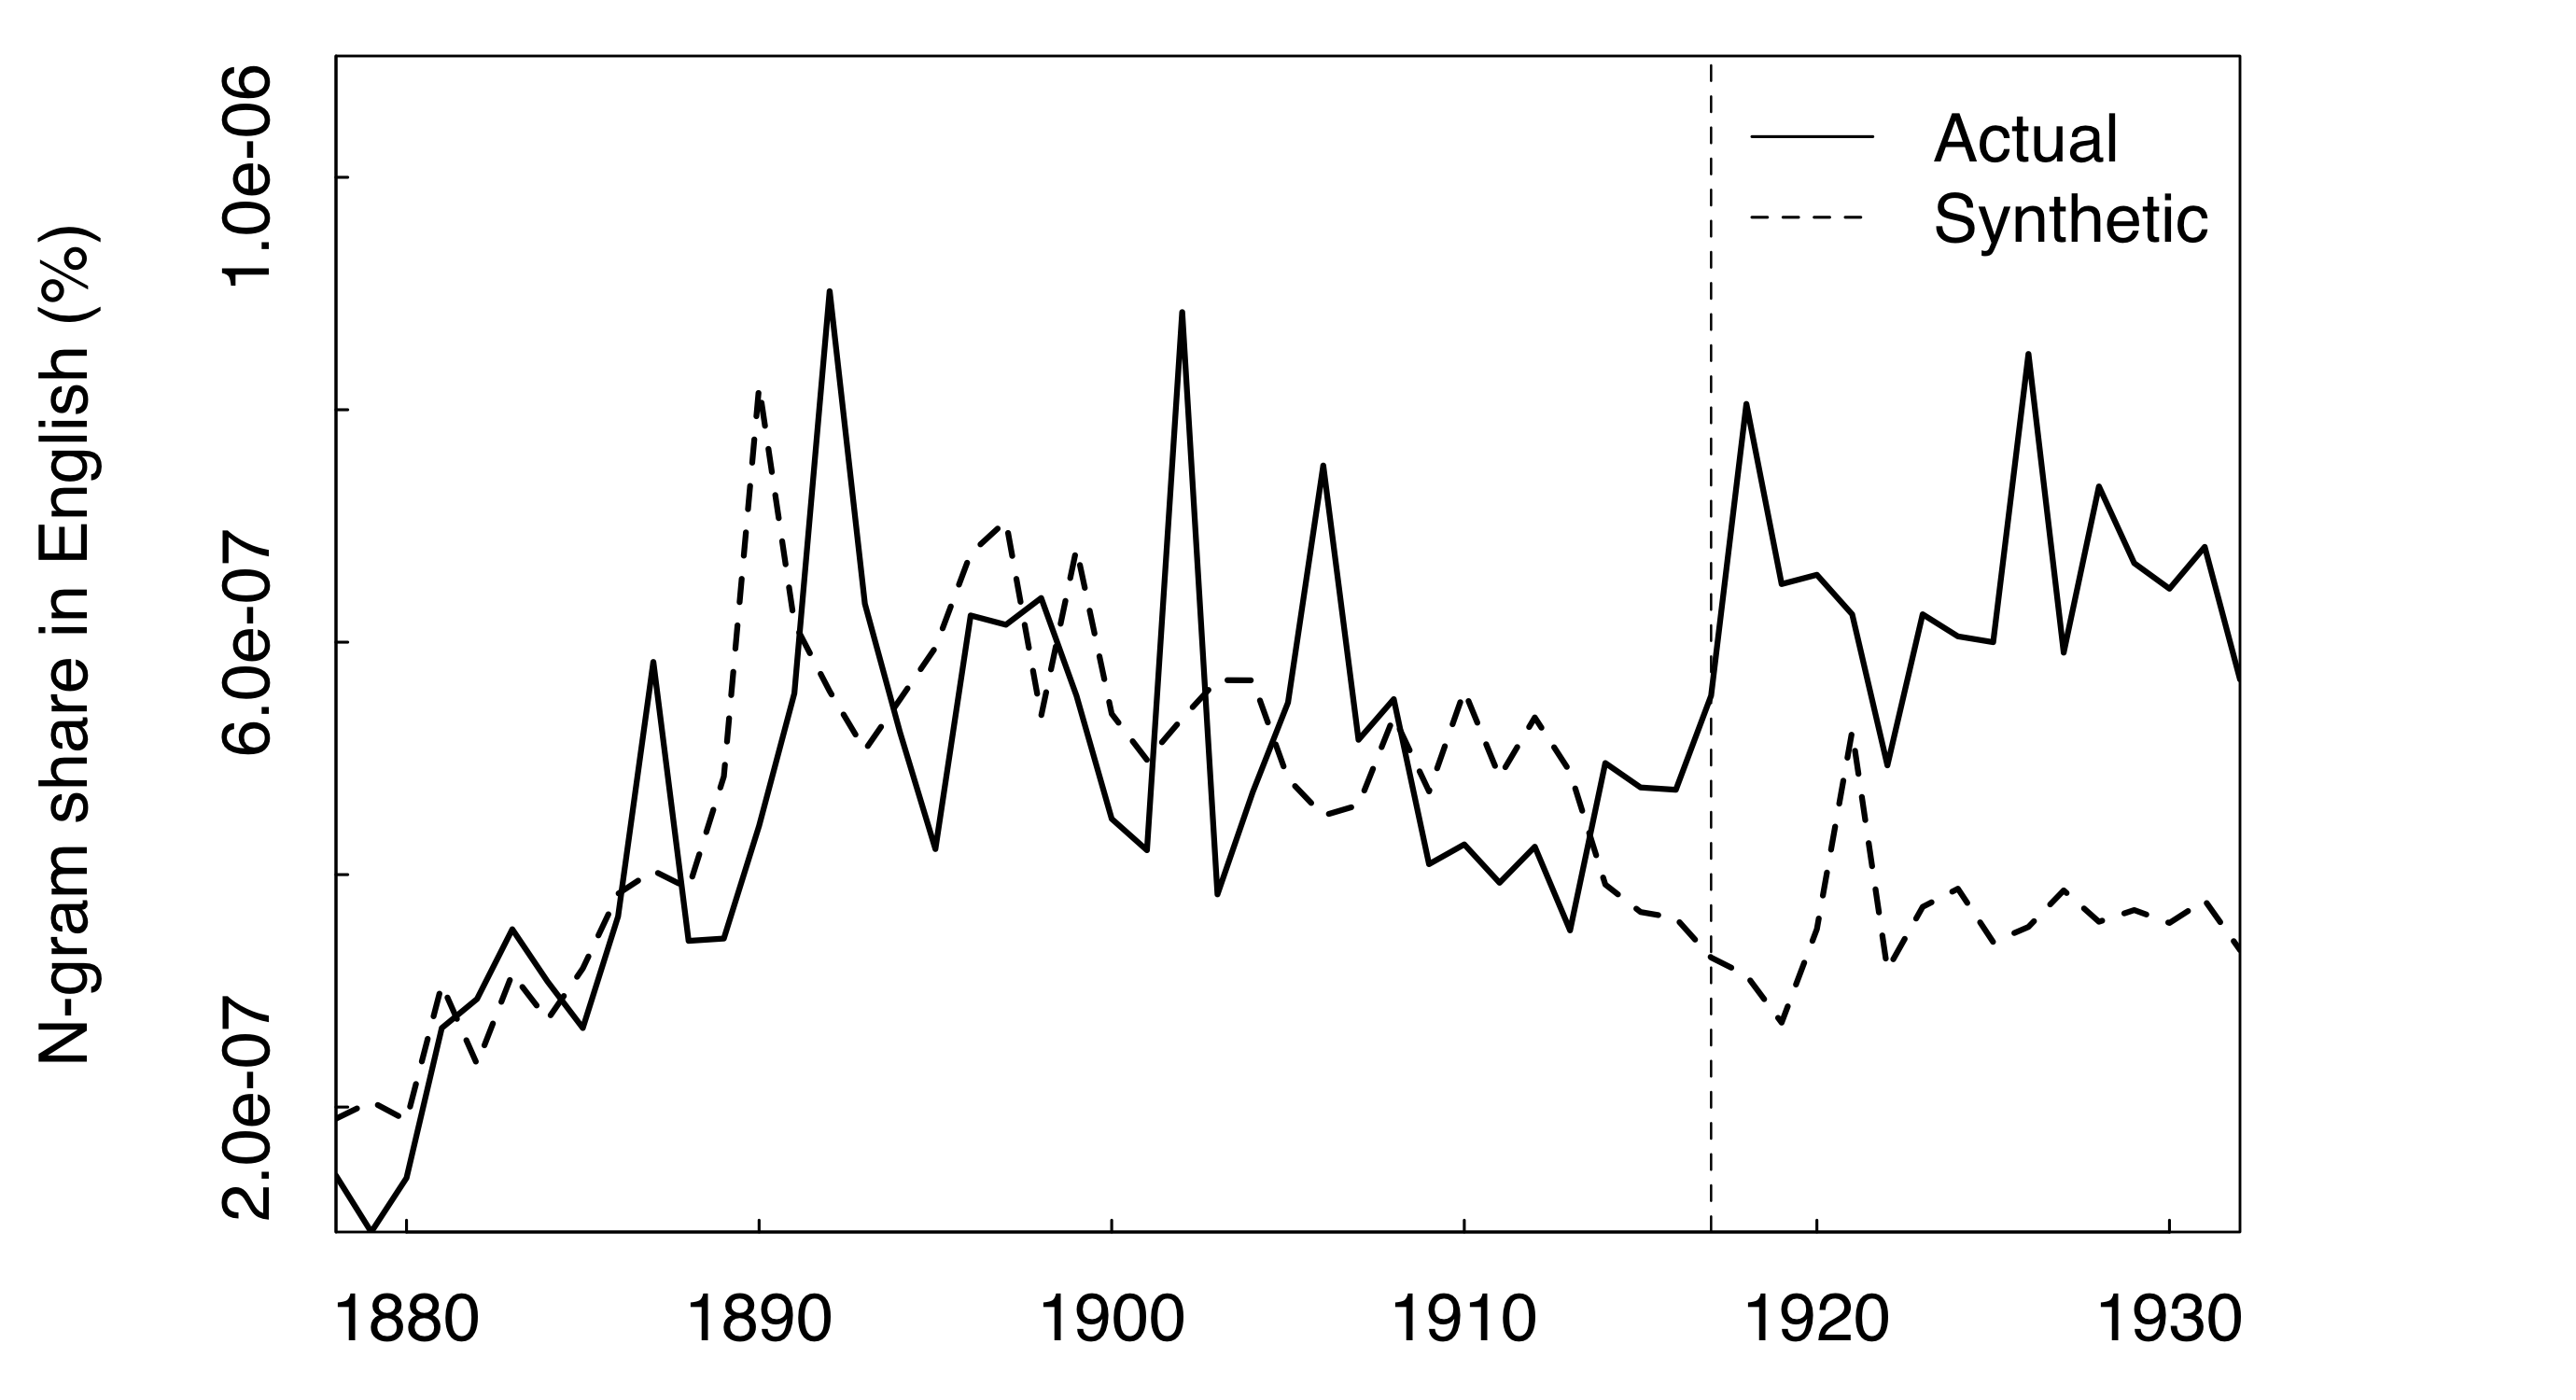 N-gram share in English (%)
1.0e-06
6.0e-07
2.0e-07
Actual
Synthetic
1880 1890 1900 1910 1920 1930